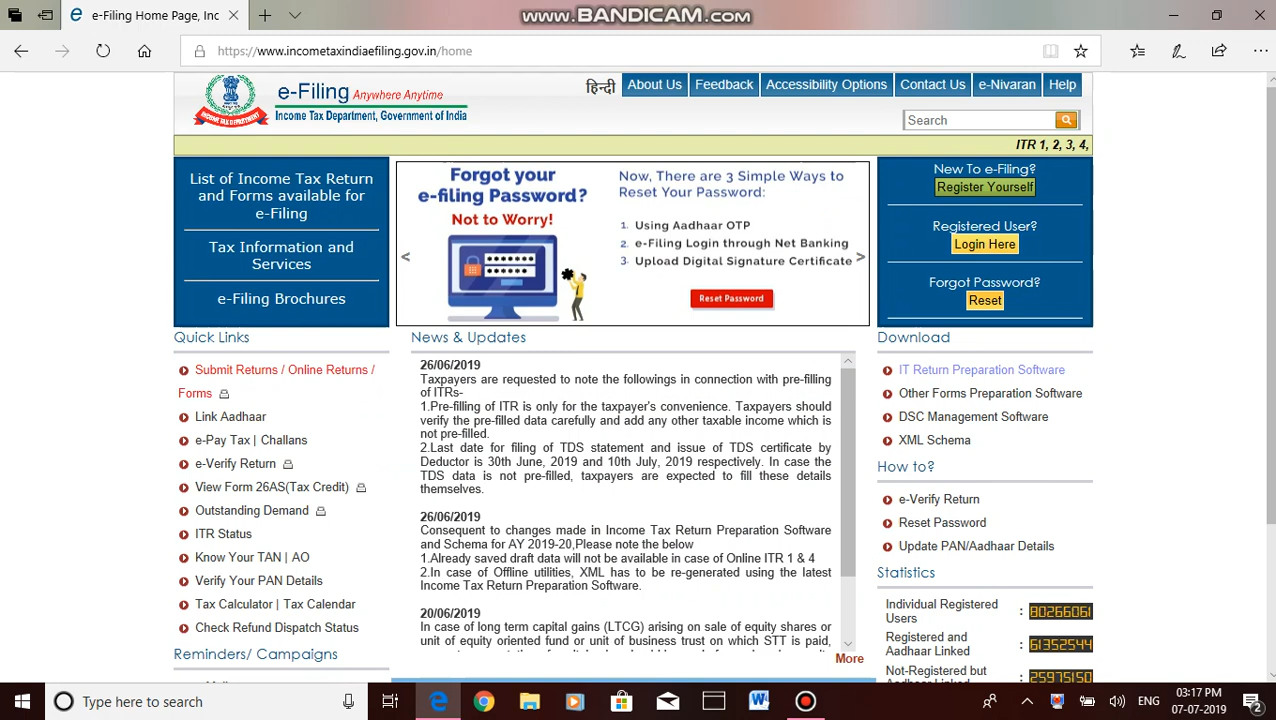 e-Filing Home Page, Inc
www.BANDICAM.com
https://www.incometaxindiaefiling.gov.in/home
e-Filing Anywhere Anytime
Income Tax Department, Government of India
हिन्दी About Us Feedback Accessibility Options Contact Us e-Nivaran Help
Search
ITR 1, 2, 3, 4,
List of Income Tax Return
and Forms available for
e-Filing
Tax Information and
Services
e-Filing Brochures
Forgot your
e-filing Password?
Not to Worry!
Now, There are 3 Simple Ways to
Reset Your Password:
1. Using Aadhaar OTP
2. e-Filing Login through Net Banking
3. Upload Digital Signature Certificate
Reset Password
< >
New To e-Filing?
Register Yourself
Registered User?
Login Here
Forgot Password?
Reset
Quick Links
Submit Returns / Online Returns /
Forms
Link Aadhaar
e-Pay Tax | Challans
e-Verify Return
View Form 26AS(Tax Credit)
Outstanding Demand
ITR Status
Know Your TAN | AO
Verify Your PAN Details
Tax Calculator | Tax Calendar
Check Refund Dispatch Status
Reminders/ Campaigns
News & Updates
26/06/2019
Taxpayers are requested to note the followings in connection with pre-filling
of ITRs-
1.Pre-filling of ITR is only for the taxpayer's convenience. Taxpayers should
verify the pre-filled data carefully and add any other taxable income which is
not pre-filled.
2.Last date for filing of TDS statement and issue of TDS certificate by
Deductor is 30th June, 2019 and 10th July, 2019 respectively. In case the
TDS data is not pre-filled, taxpayers are expected to fill these details
themselves.
26/06/2019
Consequent to changes made in Income Tax Return Preparation Software
and Schema for AY 2019-20,Please note the below
1.Already saved draft data will not be available in case of Online ITR 1 & 4
2.In case of Offline utilities, XML has to be re-generated using the latest
Income Tax Return Preparation Software.
20/06/2019
In case of long term capital gains (LTCG) arising on sale of equity shares or
unit of equity oriented fund or unit of business trust on which STT is paid,
More
Download
IT Return Preparation Software
Other Forms Preparation Software
DSC Management Software
XML Schema
How to?
e-Verify Return
Reset Password
Update PAN/Aadhaar Details
Statistics
Individual Registered
Users : 80266061
Registered and
Aadhaar Linked : 61352544
Not-Registered but
Aadhaar Linked : 25975150
Type here to search
ENG
03:17 PM
07-07-2019
2